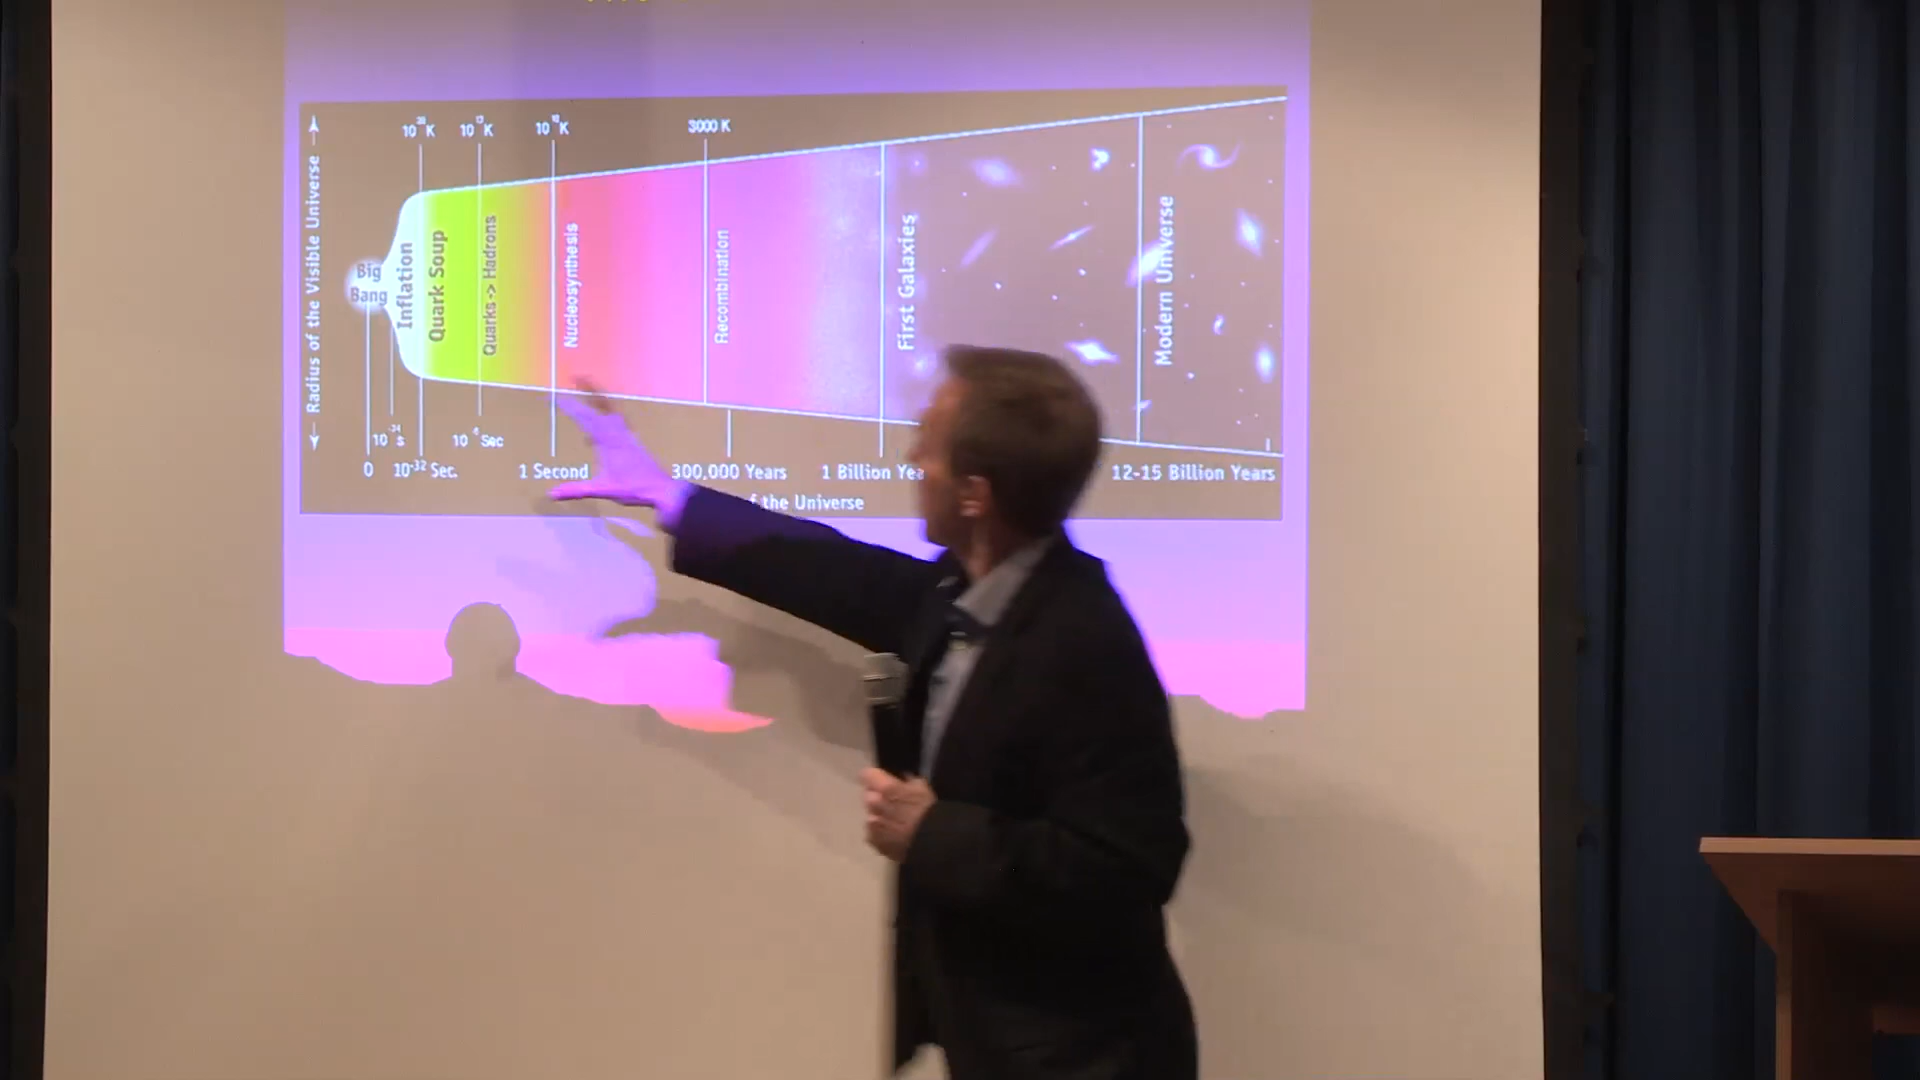 10 K
10 K
10 K
3000 K
Radius of the Visible Universe
Big
Bang
Inflation
Quark Soup
Quarks -> Hadrons
Nucleosynthesis
Recombination
First Galaxies
Modern Universe
10⁻³⁴ s
10 Sec
0
10⁻³² Sec.
1 Second
300,000 Years
1 Billion
12-15 Billion Years
the Universe